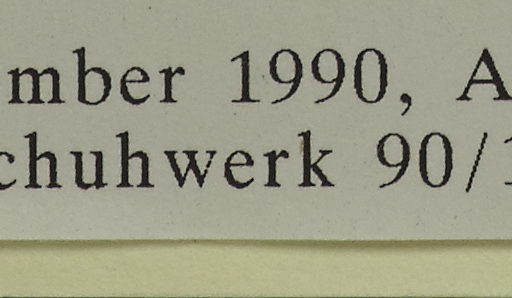 mber 1990, A
chuhwerk 90/1